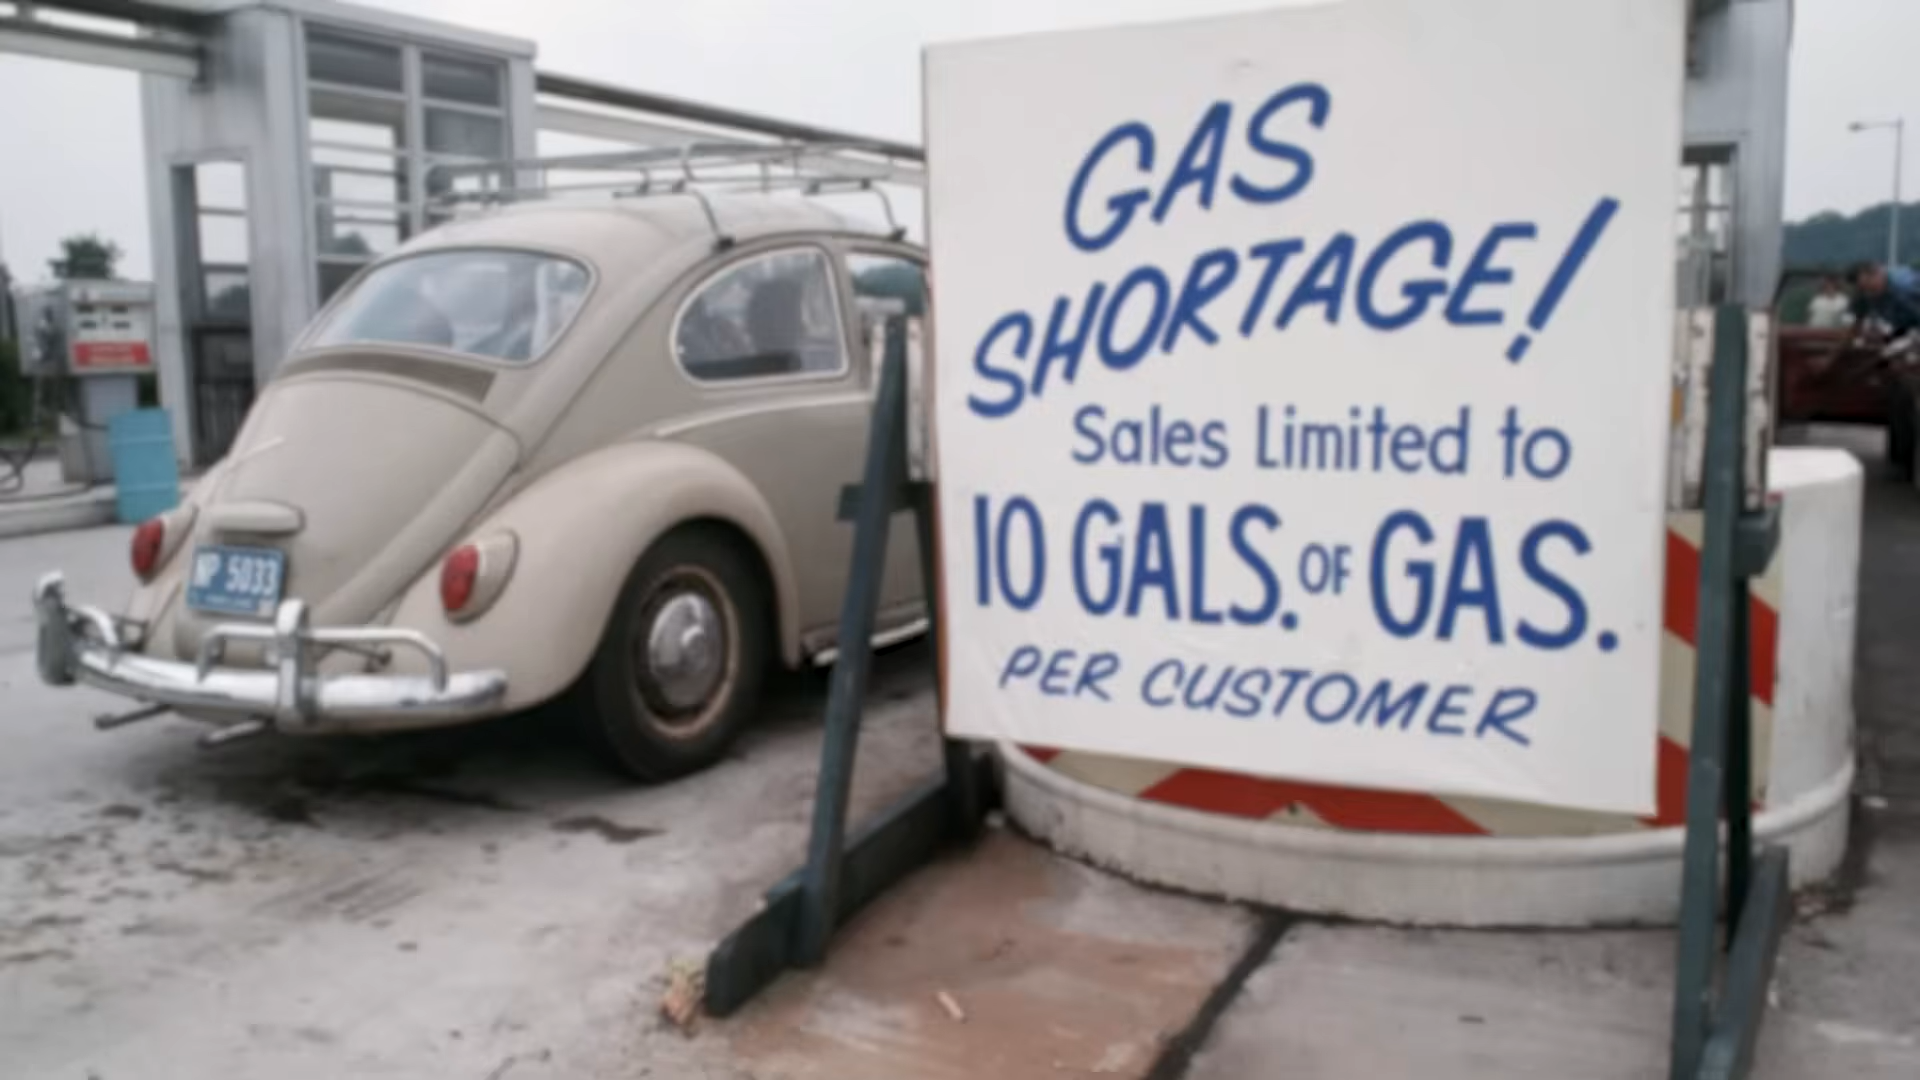 GAS
SHORTAGE!
Sales Limited to
10 GALS. OF GAS.
PER CUSTOMER
NP 5033